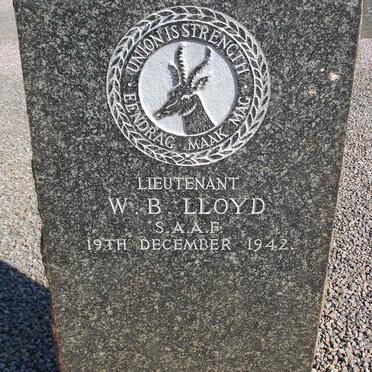 UNION IS STRENGTH
EENDRAG MAAK MAG
LIEUTENANT
W. B LLOYD
S.A.A.F.
19TH DECEMBER 1942.